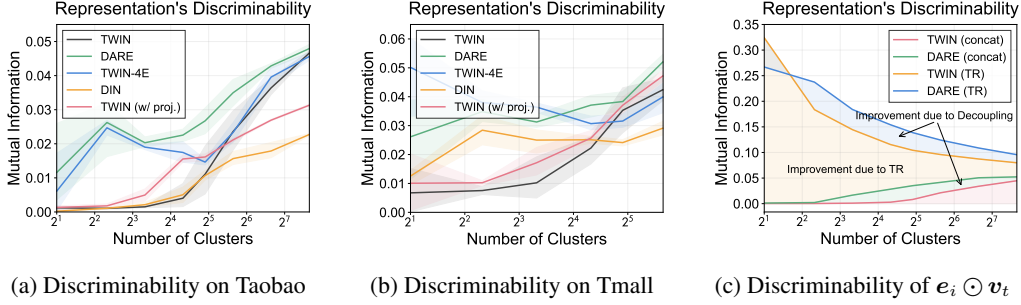 Representation's Discriminability
Mutual Information
0.05
0.04
0.03
0.02
0.01
0.00
TWIN
DARE
TWIN-4E
DIN
TWIN (w/ proj.)
2^1 2^2 2^3 2^4 2^5 2^6 2^7
Number of Clusters
(a) Discriminability on Taobao
Representation's Discriminability
Mutual Information
0.06
0.05
0.04
0.03
0.02
0.01
0.00
TWIN
DARE
TWIN-4E
DIN
TWIN (w/ proj.)
2^1 2^2 2^3 2^4 2^5
Number of Clusters
(b) Discriminability on Tmall
Representation's Discriminability
Mutual Information
0.35
0.30
0.25
0.20
0.15
0.10
0.05
0.00
TWIN (concat)
DARE (concat)
TWIN (TR)
DARE (TR)
Improvement due to Decoupling
Improvement due to TR
2^1 2^2 2^3 2^4 2^5 2^6 2^7
Number of Clusters
(c) Discriminability of e_i ⊙ v_t